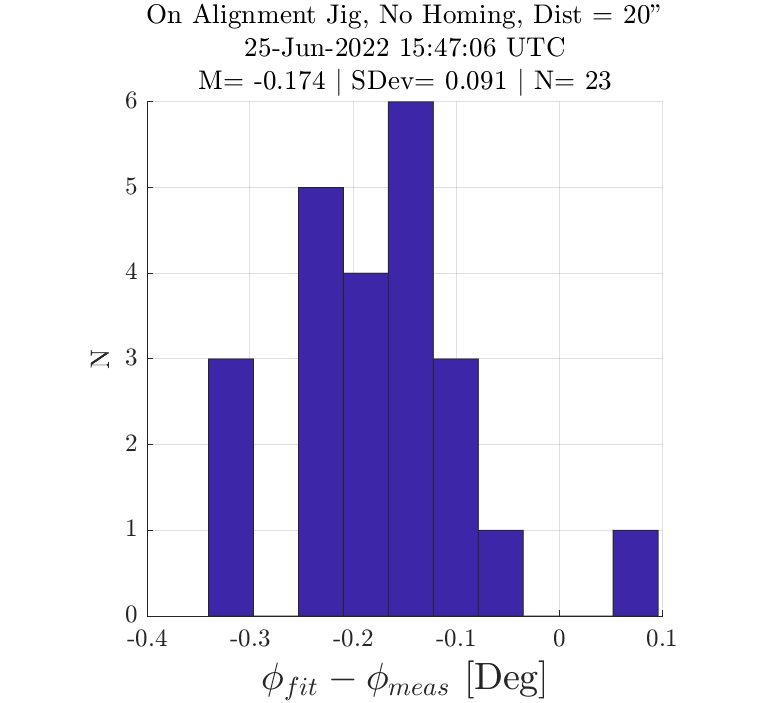 On Alignment Jig, No Homing, Dist = 20”
25-Jun-2022 15:47:06 UTC
M= -0.174 | SDev= 0.091 | N= 23
6
5
4
3
2
1
0
N
-0.4 -0.3 -0.2 -0.1 0 0.1
ϕ_fit − ϕ_meas [Deg]